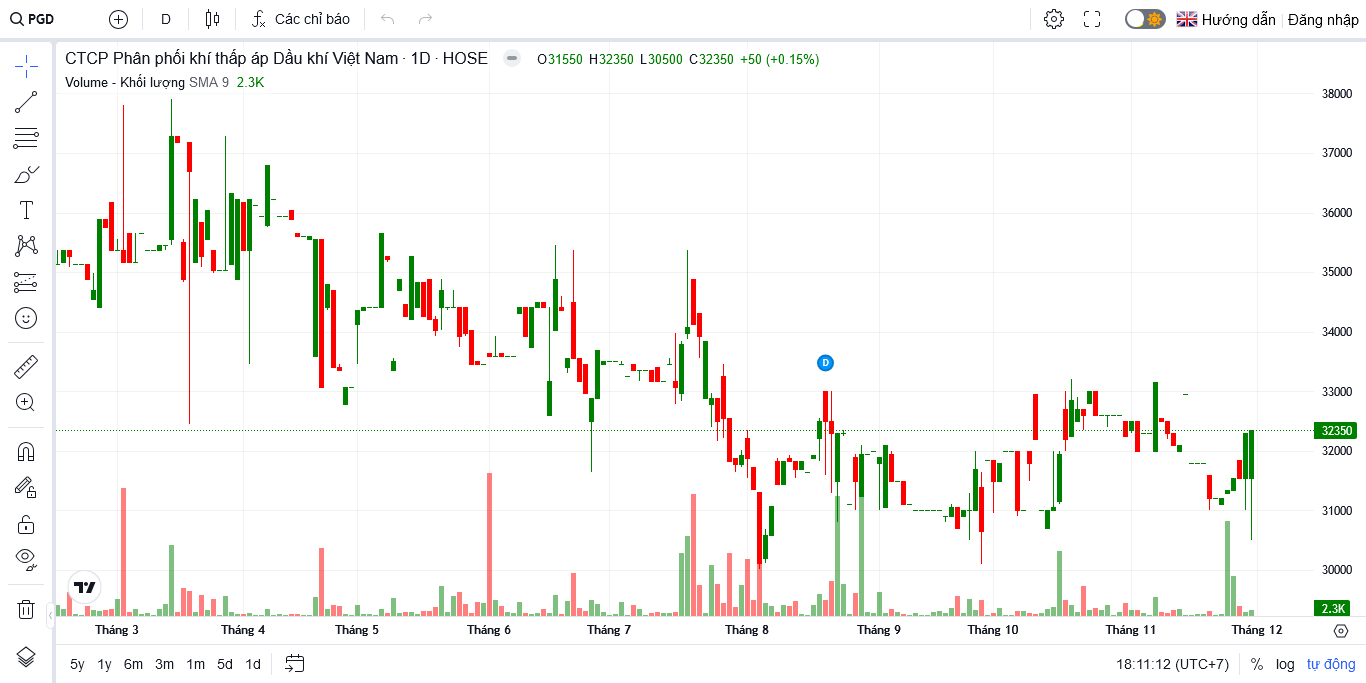 PGD D Các chỉ báo Hướng dẫn Đăng nhập
CTCP Phân phối khí thấp áp Dầu khí Việt Nam · 1D · HOSE O31550 H32350 L30500 C32350 +50 (+0.15%)
Volume - Khối lượng SMA 9 2.3K
38000
37000
36000
35000
34000
33000
D
32350
32000
31000
30000
2.3K
Tháng 3 Tháng 4 Tháng 5 Tháng 6 Tháng 7 Tháng 8 Tháng 9 Tháng 10 Tháng 11 Tháng 12
5y 1y 6m 3m 1m 5d 1d 18:11:12 (UTC+7) % log tự động